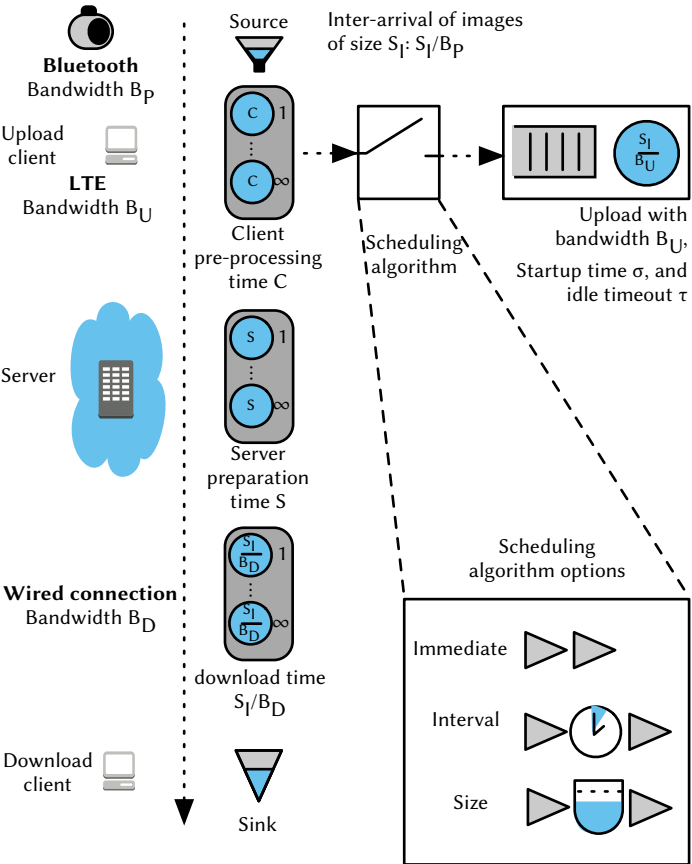 Source
Inter-arrival of images
of size S_I: S_I/B_P
Bluetooth
Bandwidth B_P
C 1
C ∞
Upload
client
LTE
Bandwidth B_U
Client
pre-processing
time C
Scheduling
algorithm
S_I
B_U
Upload with
bandwidth B_U,
Startup time σ, and
idle timeout τ
Server
S 1
S ∞
Server
preparation
time S
Wired connection
Bandwidth B_D
S_I
B_D
1
S_I
B_D
∞
download time
S_I/B_D
Download
client
Sink
Scheduling
algorithm options
Immediate
Interval
Size